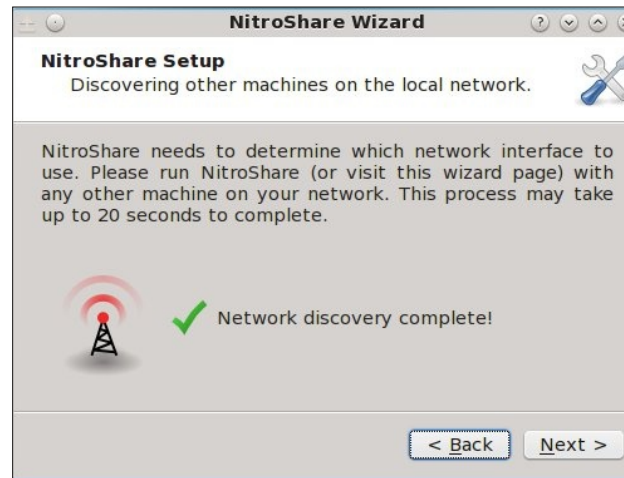 NitroShare Wizard
NitroShare Setup
Discovering other machines on the local network.
NitroShare needs to determine which network interface to
use. Please run NitroShare (or visit this wizard page) with
any other machine on your network. This process may take
up to 20 seconds to complete.
Network discovery complete!
< Back
Next >